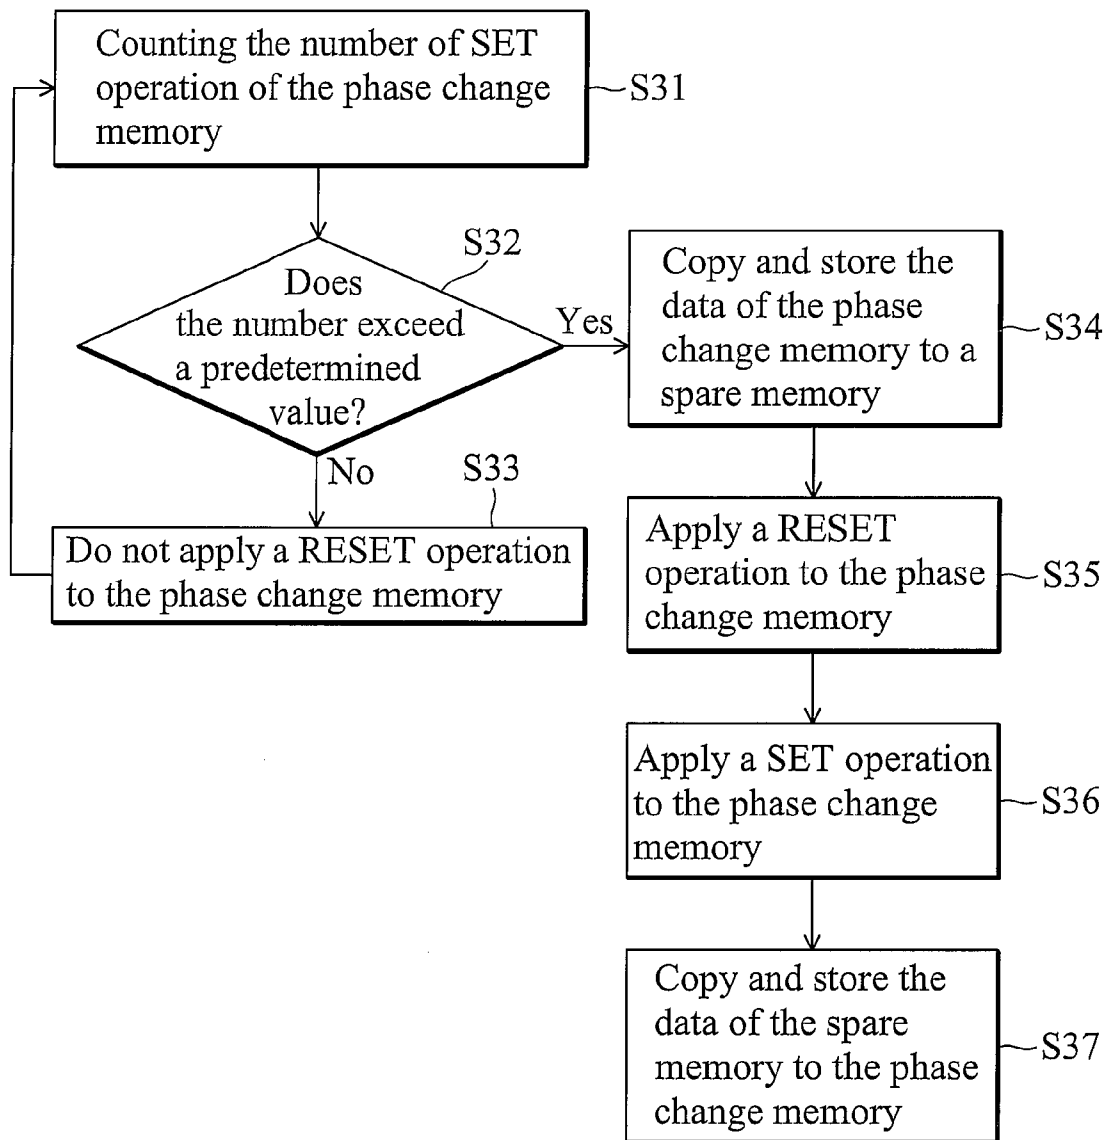 Counting the number of SET
operation of the phase change
memory
S31
S32
Does
the number exceed
a predetermined
value?
Yes
No
S33
Do not apply a RESET operation
to the phase change memory
Copy and store the
data of the phase
change memory to a
spare memory
S34
Apply a RESET
operation to the phase
change memory
S35
Apply a SET operation
to the phase change
memory
S36
Copy and store the
data of the spare
memory to the phase
change memory
S37